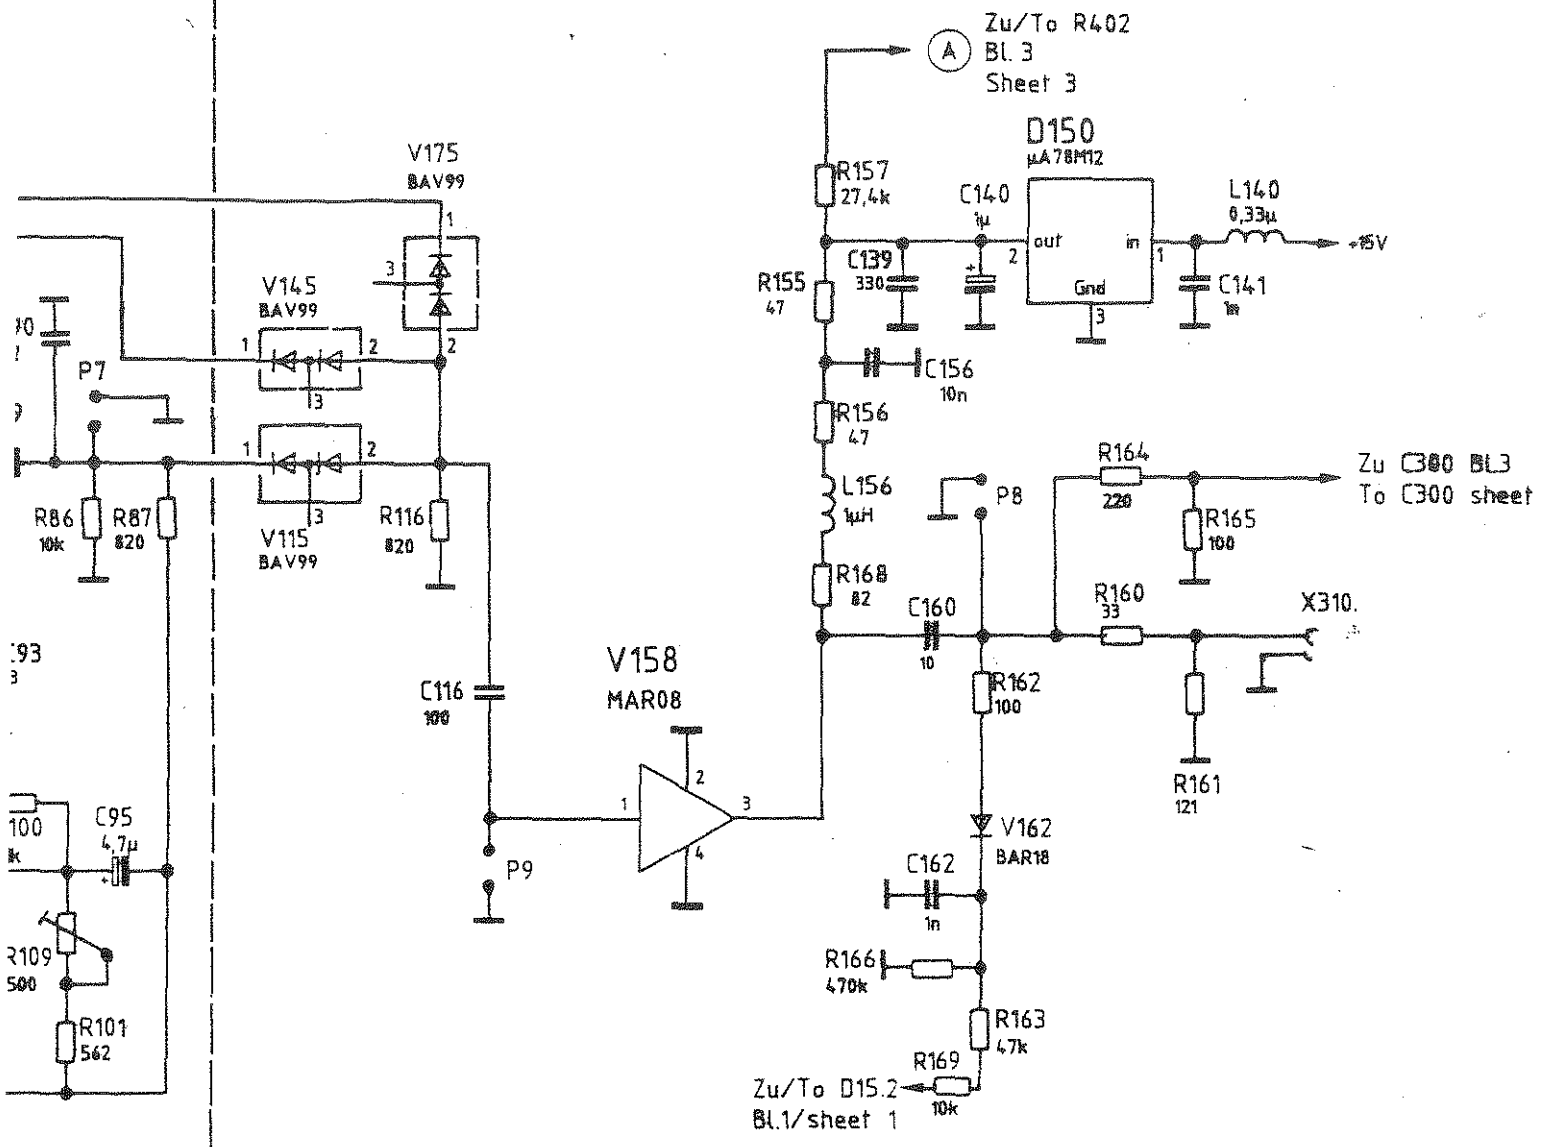 Zu/To R402
A
Bl. 3
Sheet 3
D150
µA78M12
V175
BAV99
R157
27,4k
C140
1µ
L140
0,33µ
1
out
in
2
1
+15V
3
C139
330
+
R155
47
Gnd
3
C141
1n
V145
BAV99
1
2
2
3
P7
C156
10n
R156
47
1
2
3
R164
220
Zu C300 Bl.3
To C300 sheet
L156
1µH
P8
R86
10k
R87
820
V115
BAV99
R116
820
R165
100
R168
82
C160
10
R160
33
X310.
V158
MAR08
C116
100
R162
100
2
R161
121
1
3
4
100
k
C95
4,7µ
+
P9
V162
BAR18
C162
1n
R109
500
R166
470k
R101
562
R163
47k
R169
10k
Zu/To D15.2
Bl.1/sheet 1